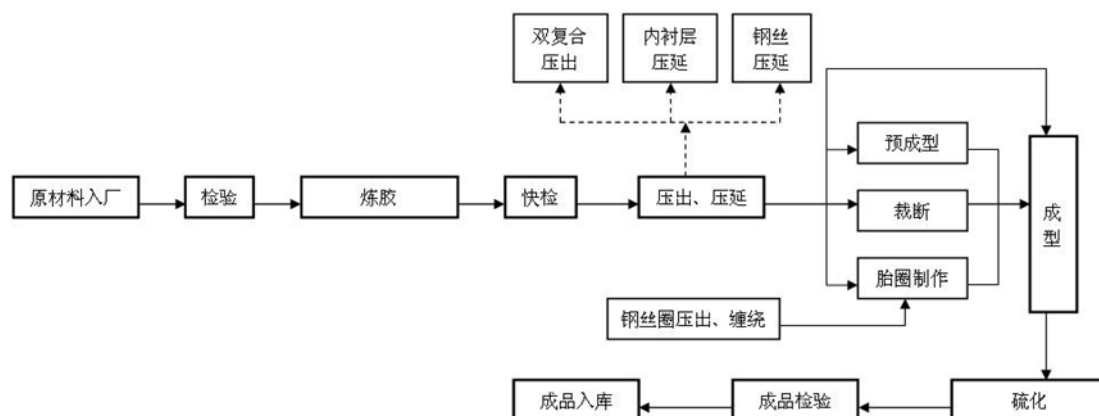 双复合
压出
内衬层
压延
钢丝
压延
预成型
原材料入厂
检验
炼胶
快检
压出、压延
裁断
成
型
胎圈制作
钢丝圈压出、缠绕
成品入库
成品检验
硫化